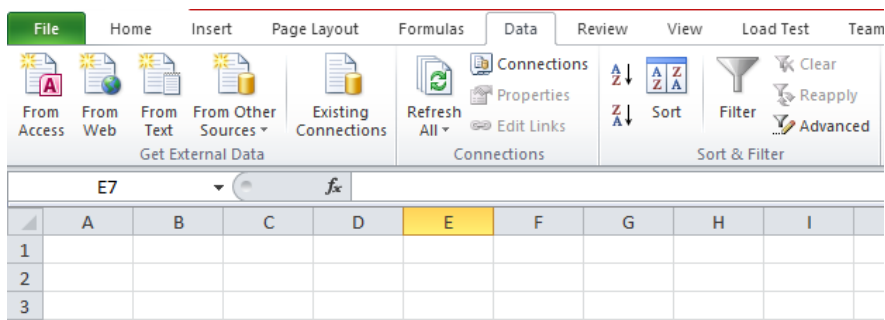 File Home Insert Page Layout Formulas Data Review View Load Test Team
From Access
From Web
From Text
From Other Sources
Existing Connections
Get External Data
Refresh All
Connections
Properties
Edit Links
Connections
A Z
Z A
A Z Z A
Sort
Filter
Clear
Reapply
Advanced
Sort & Filter
E7 fx
A B C D E F G H I
1
2
3